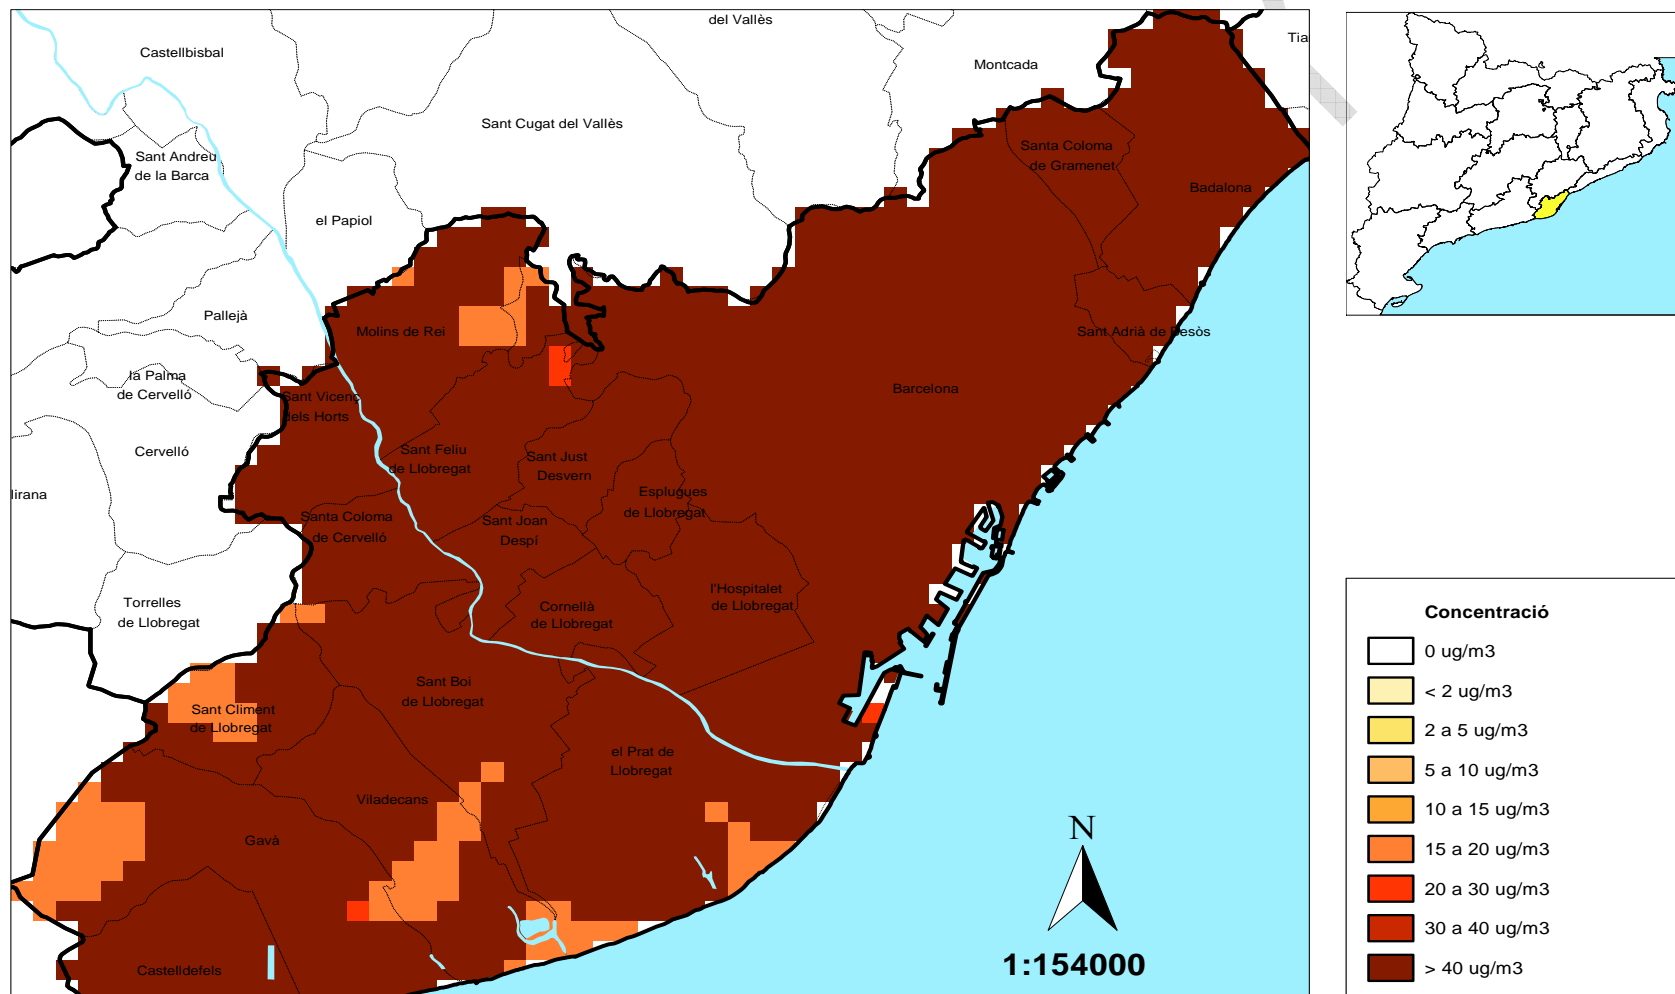 del Vallès
Tia
Castellbisbal
Montcada
Sant Cugat del Vallès
Sant Andreu
de la Barca
Santa Coloma
de Gramenet
Badalona
el Papiol
Pallejà
Molins de Rei
Sant Adrià de Besòs
la Palma
de Cervelló
Barcelona
Sant Vicenç
dels Horts
Cervelló
Sant Feliu
de Llobregat
Sant Just
Desvern
lirana
Esplugues
de Llobregat
Santa Coloma
de Cervelló
Sant Joan
Despí
l'Hospitalet
de Llobregat
Torrelles
de Llobregat
Cornellà
de Llobregat
Sant Boi
de Llobregat
Sant Climent
de Llobregat
el Prat de
Llobregat
Viladecans
Gavà
Castelldefels
N
1:154000
Concentració
0 ug/m3
< 2 ug/m3
2 a 5 ug/m3
5 a 10 ug/m3
10 a 15 ug/m3
15 a 20 ug/m3
20 a 30 ug/m3
30 a 40 ug/m3
> 40 ug/m3